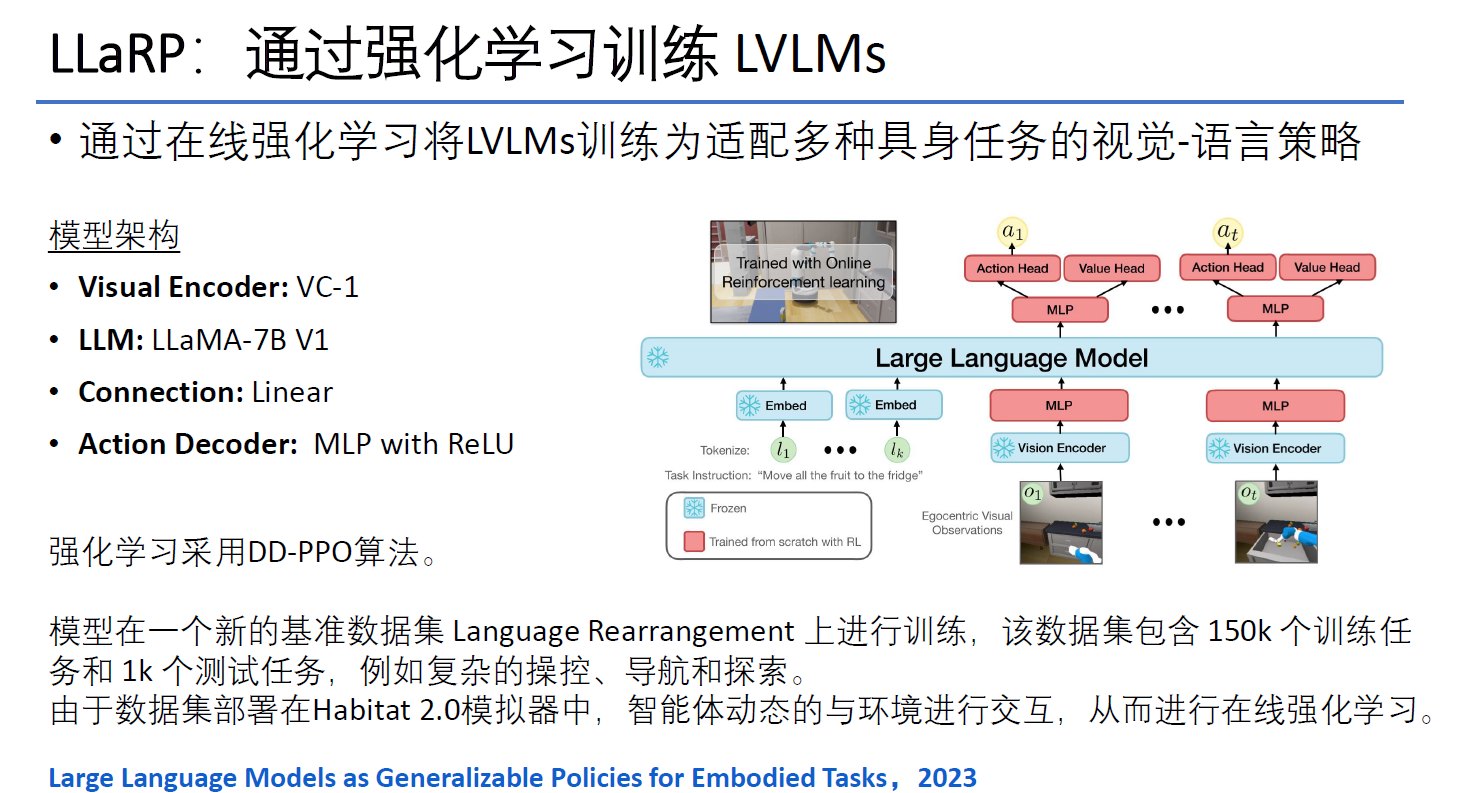 LLaRP：通过强化学习训练 LVLMs
• 通过在线强化学习将LVLMs训练为适配多种具身任务的视觉-语言策略
模型架构
• Visual Encoder: VC-1
• LLM: LLaMA-7B V1
• Connection: Linear
• Action Decoder: MLP with ReLU
强化学习采用DD-PPO算法。
Trained with Online
Reinforcement learning
a1 at
Action Head Value Head Action Head Value Head
MLP ••• MLP
Large Language Model
Embed Embed MLP MLP
Tokenize: l1 ••• lk Vision Encoder Vision Encoder
Task Instruction: “Move all the fruit to the fridge”
Frozen
Trained from scratch with RL
Egocentric Visual
Observations
o1 ••• ot
模型在一个新的基准数据集 Language Rearrangement 上进行训练，该数据集包含 150k 个训练任
务和 1k 个测试任务，例如复杂的操控、导航和探索。
由于数据集部署在Habitat 2.0模拟器中，智能体动态的与环境进行交互，从而进行在线强化学习。
Large Language Models as Generalizable Policies for Embodied Tasks，2023